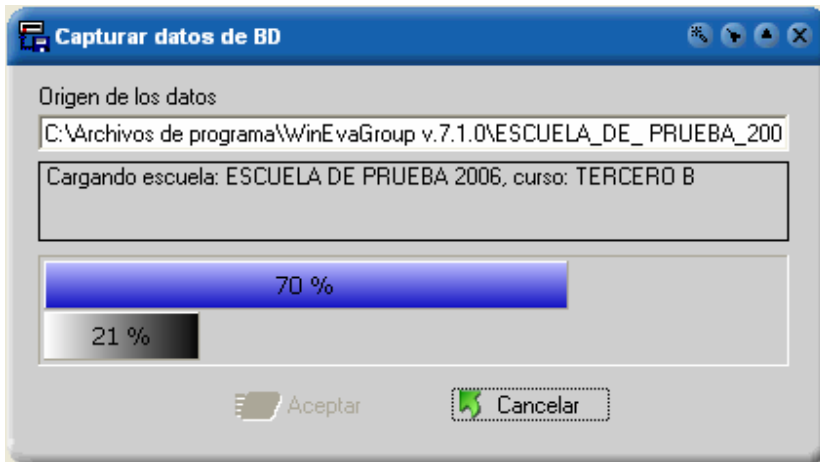 Capturar datos de BD
Origen de los datos
C:\Archivos de programa\WinEvaGroup v.7.1.0\ESCUELA_DE_ PRUEBA_200
Cargando escuela: ESCUELA DE PRUEBA 2006, curso: TERCERO B
70 %
21 %
Aceptar Cancelar